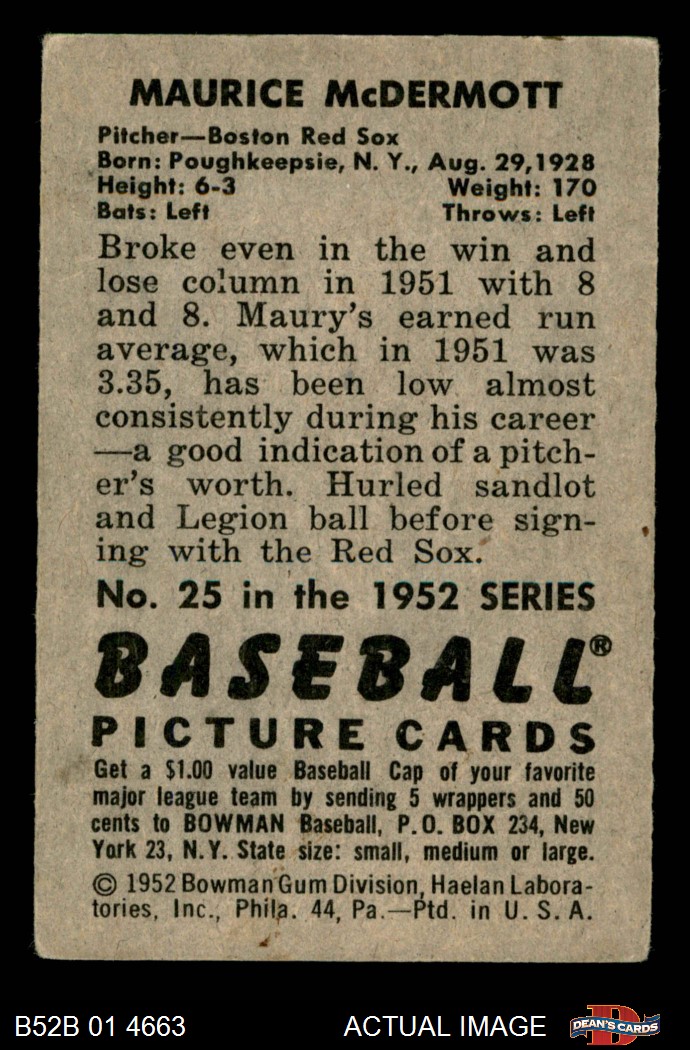 MAURICE McDERMOTT
Pitcher—Boston Red Sox
Born: Poughkeepsie, N. Y., Aug. 29,1928
Height: 6-3 Weight: 170
Bats: Left Throws: Left
Broke even in the win and
lose column in 1951 with 8
and 8. Maury's earned run
average, which in 1951 was
3.35, has been low almost
consistently during his career
—a good indication of a pitch-
er's worth. Hurled sandlot
and Legion ball before sign-
ing with the Red Sox.
No. 25 in the 1952 SERIES
BASEBALL®
PICTURE CARDS
Get a $1.00 value Baseball Cap of your favorite
major league team by sending 5 wrappers and 50
cents to BOWMAN Baseball, P.O. BOX 234, New
York 23, N.Y. State size: small, medium or large.
© 1952 Bowman Gum Division, Haelan Labora-
tories, Inc., Phila. 44, Pa.—Ptd. in U. S. A.
B52B 01 4663 ACTUAL IMAGE D DEAN'S CARDS